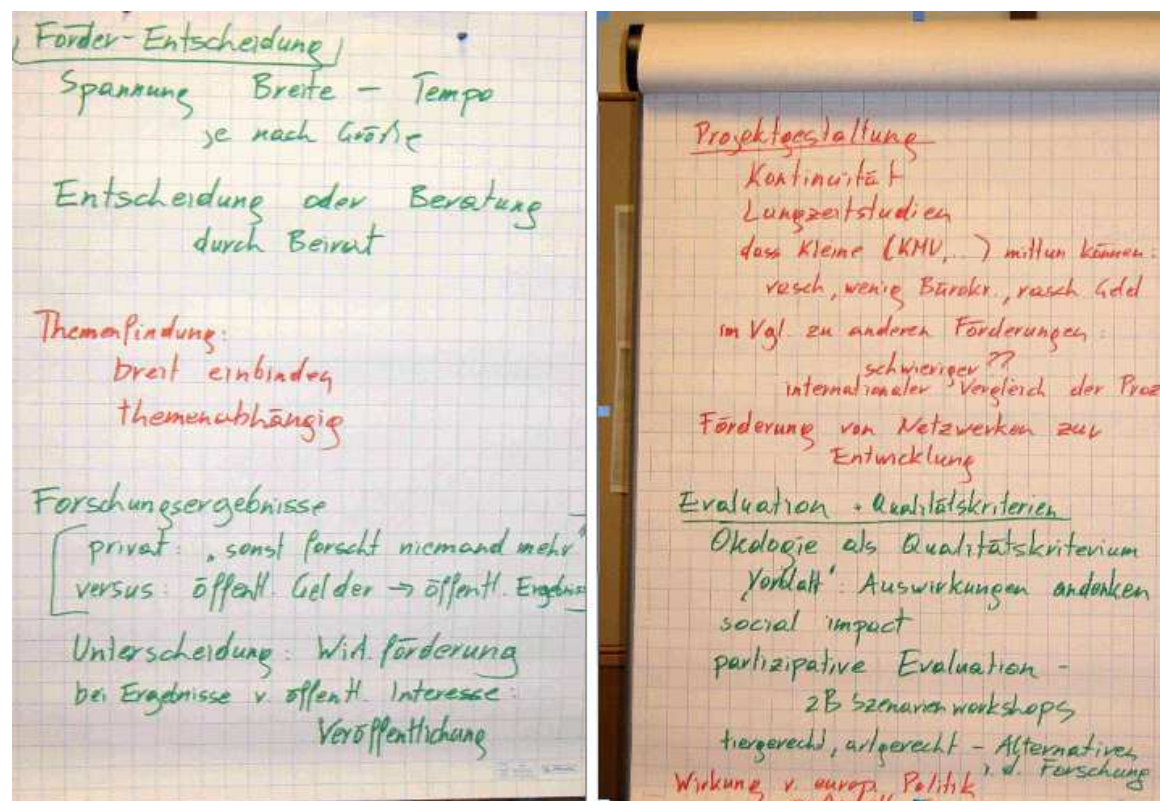 Förder-Entscheidung
Spannung Breite - Tempo
je nach Größe
Entscheidung oder Beratung
durch Beirat
Themenfindung:
breit einbinden
themenabhängig
Forschungsergebnisse
privat: "sonst forscht niemand mehr"
versus: öffentl. Gelder → öffentl. Ergebnisse
Unterscheidung: Wirt.förderung
bei Ergebnisse v. öffentl. Interesse:
Veröffentlichung
Projektgestaltung
Kontinuität
Langzeitstudien
dass Kleine (KMU,...) mittun können:
rasch, wenig Bürokr., rasch Geld
im Vgl. zu anderen Förderungen:
schwieriger??
internationaler Vergleich der Proz
Förderung von Netzwerken zur
Entwicklung
Evaluation + Qualitätskriterien
Ökologie als Qualitätskriterium
"Vorblatt": Auswirkungen andenken
social impact
partizipative Evaluation -
zB Szenarienworkshops
tiergerecht, artgerecht - Alternativen
i. d. Forschung
Wirkung v. europ. Politik